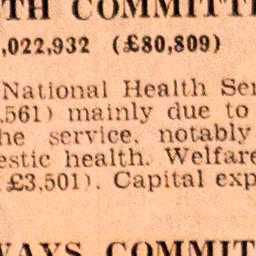 TH COMMITT
,022,932 (£80,809)
National Health Ser
,561) mainly due to
he service, notably
estic health. Welfare
£3,501). Capital exp
WAYS COMMIT